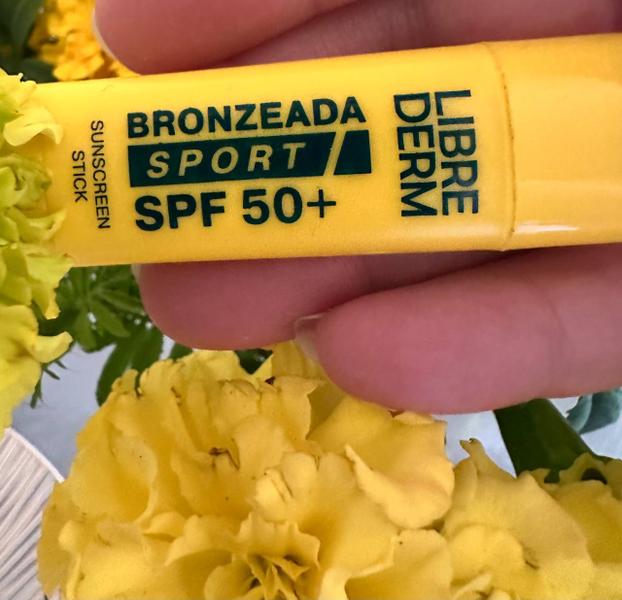 SUNSCREEN
STICK
BRONZEADA
SPORT
SPF 50+
LIBRE
DERM